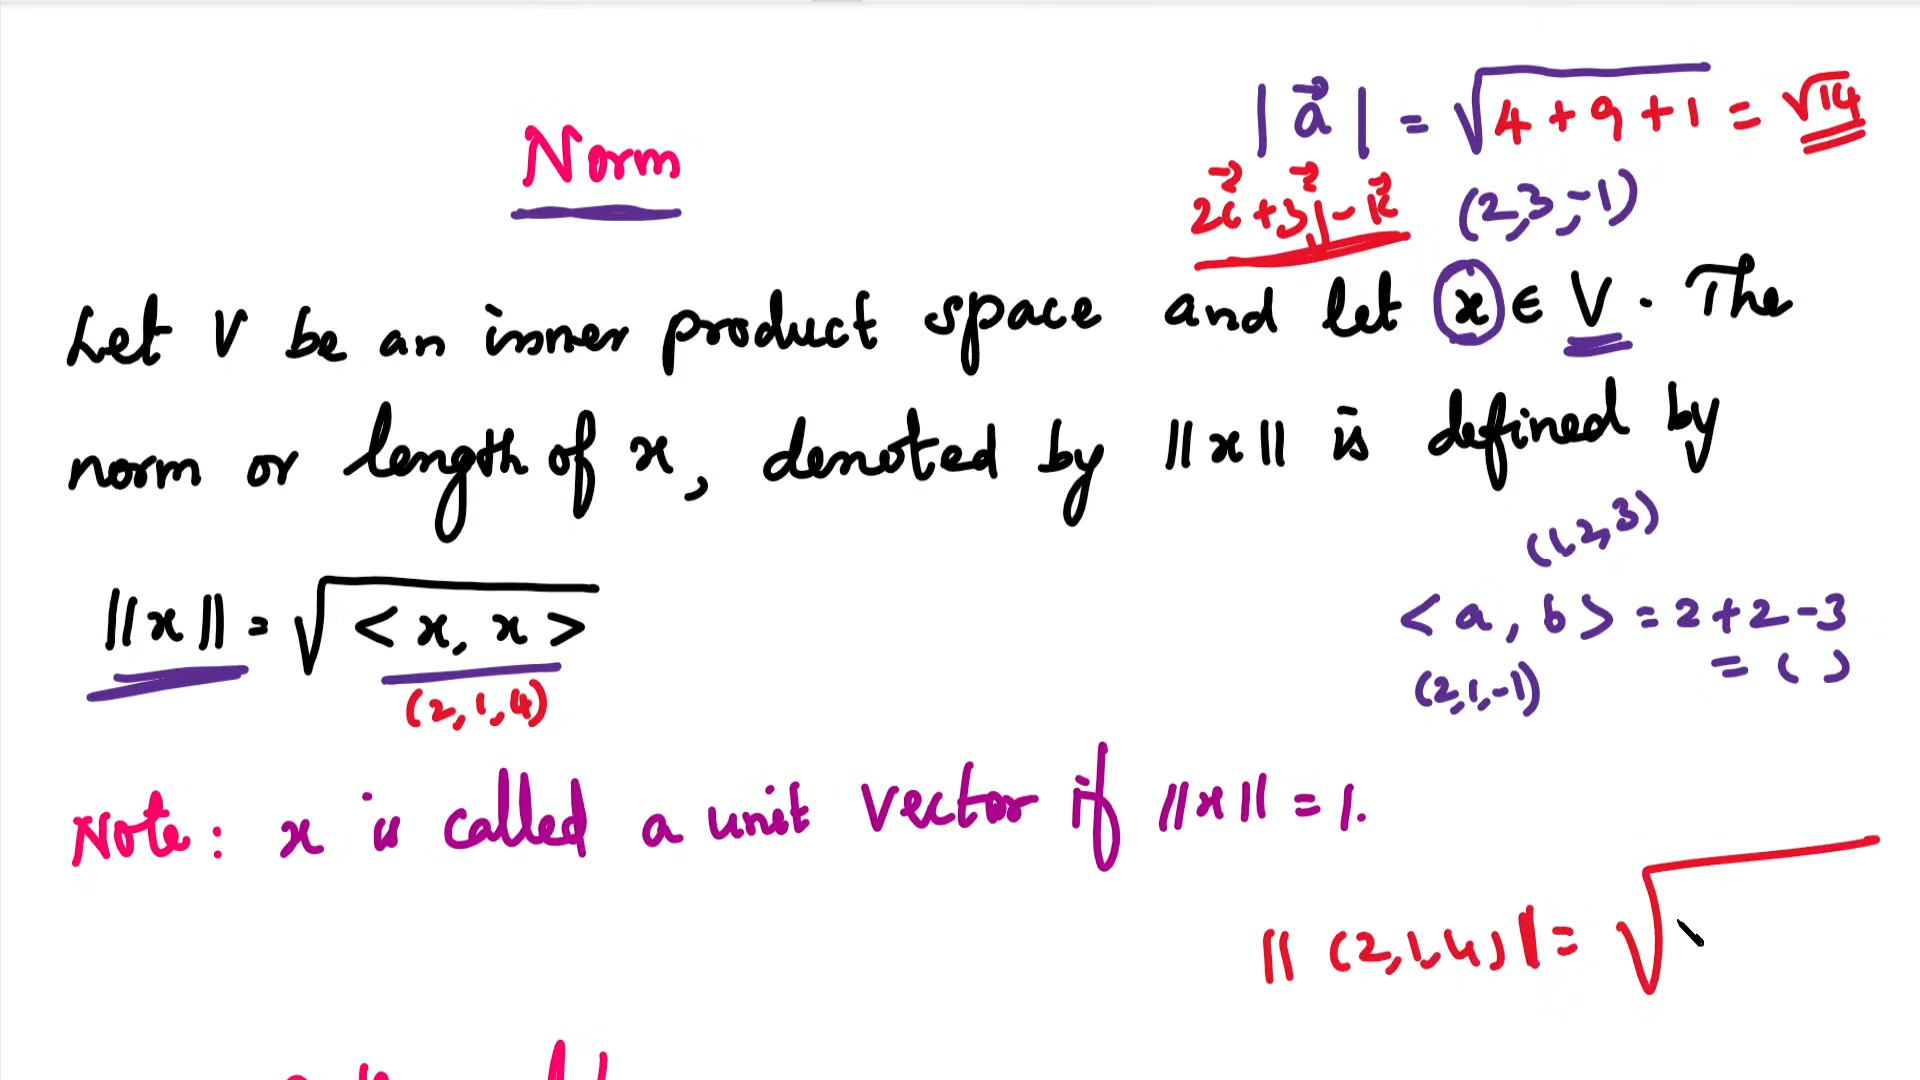 |a⃗| = √4+9+1 = √14
Norm
2i⃗+3j⃗-k⃗ (2,3,-1)
Let V be an inner product space and let x ∈ V. The
norm or length of x, denoted by ||x|| is defined by
(1,2,3)
||x|| = √<x, x>
<a, b> = 2+2-3
(2,1,4)
(2,1,-1) = ( )
Note: x is called a unit vector if ||x|| = 1.
||(2,1,4)|| = √